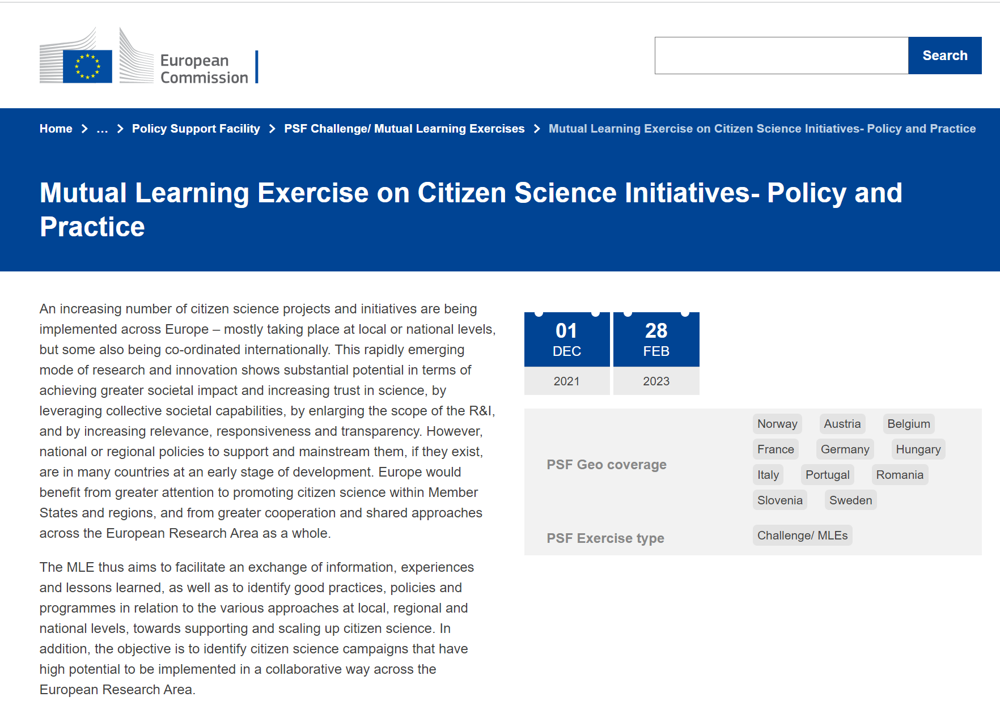 European
Commission
Search
Home > ... > Policy Support Facility > PSF Challenge/ Mutual Learning Exercises > Mutual Learning Exercise on Citizen Science Initiatives- Policy and Practice
Mutual Learning Exercise on Citizen Science Initiatives- Policy and
Practice
An increasing number of citizen science projects and initiatives are being
implemented across Europe – mostly taking place at local or national levels,
but some also being co-ordinated internationally. This rapidly emerging
mode of research and innovation shows substantial potential in terms of
achieving greater societal impact and increasing trust in science, by
leveraging collective societal capabilities, by enlarging the scope of the R&I,
and by increasing relevance, responsiveness and transparency. However,
national or regional policies to support and mainstream them, if they exist,
are in many countries at an early stage of development. Europe would
benefit from greater attention to promoting citizen science within Member
States and regions, and from greater cooperation and shared approaches
across the European Research Area as a whole.
The MLE thus aims to facilitate an exchange of information, experiences
and lessons learned, as well as to identify good practices, policies and
programmes in relation to the various approaches at local, regional and
national levels, towards supporting and scaling up citizen science. In
addition, the objective is to identify citizen science campaigns that have
high potential to be implemented in a collaborative way across the
European Research Area.
01 28
DEC FEB
2021 2023
PSF Geo coverage
Norway Austria Belgium
France Germany Hungary
Italy Portugal Romania
Slovenia Sweden
PSF Exercise type
Challenge/ MLEs